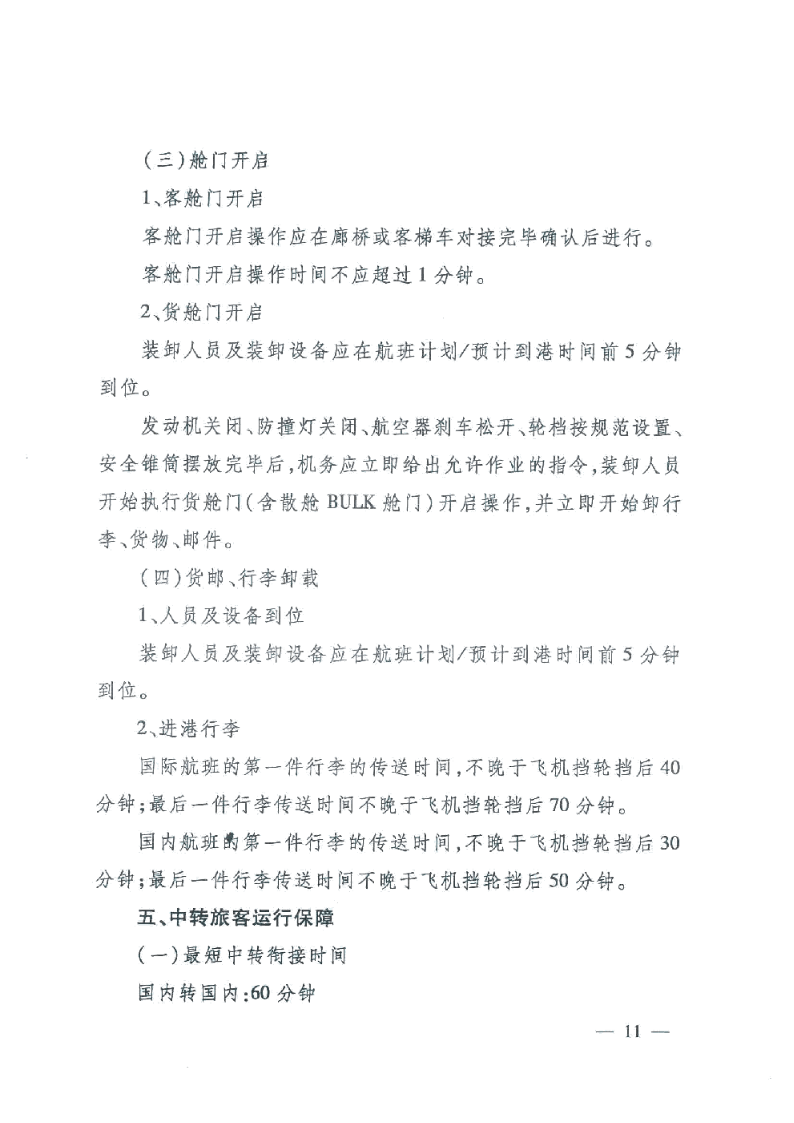 (三)舱门开启
1、客舱门开启
客舱门开启操作应在廊桥或客梯车对接完毕确认后进行。
客舱门开启操作时间不应超过1分钟。
2、货舱门开启
装卸人员及装卸设备应在航班计划/预计到港时间前5分钟
到位。
发动机关闭、防撞灯关闭、航空器刹车松开、轮档按规范设置、
安全锥筒摆放完毕后,机务应立即给出允许作业的指令,装卸人员
开始执行货舱门(含散舱 BULK 舱门)开启操作,并立即开始卸行
李、货物、邮件。
(四)货邮、行李卸载
1、人员及设备到位
装卸人员及装卸设备应在航班计划/预计到港时间前5分钟
到位。
2、进港行李
国际航班的第一件行李的传送时间,不晚于飞机挡轮挡后40
分钟;最后一件行李传送时间不晚于飞机挡轮挡后70分钟。
国内航班的第一件行李的传送时间,不晚于飞机挡轮挡后30
分钟;最后一件行李传送时间不晚于飞机挡轮挡后50分钟。
五、中转旅客运行保障
(一)最短中转衔接时间
国内转国内:60分钟
— 11 —